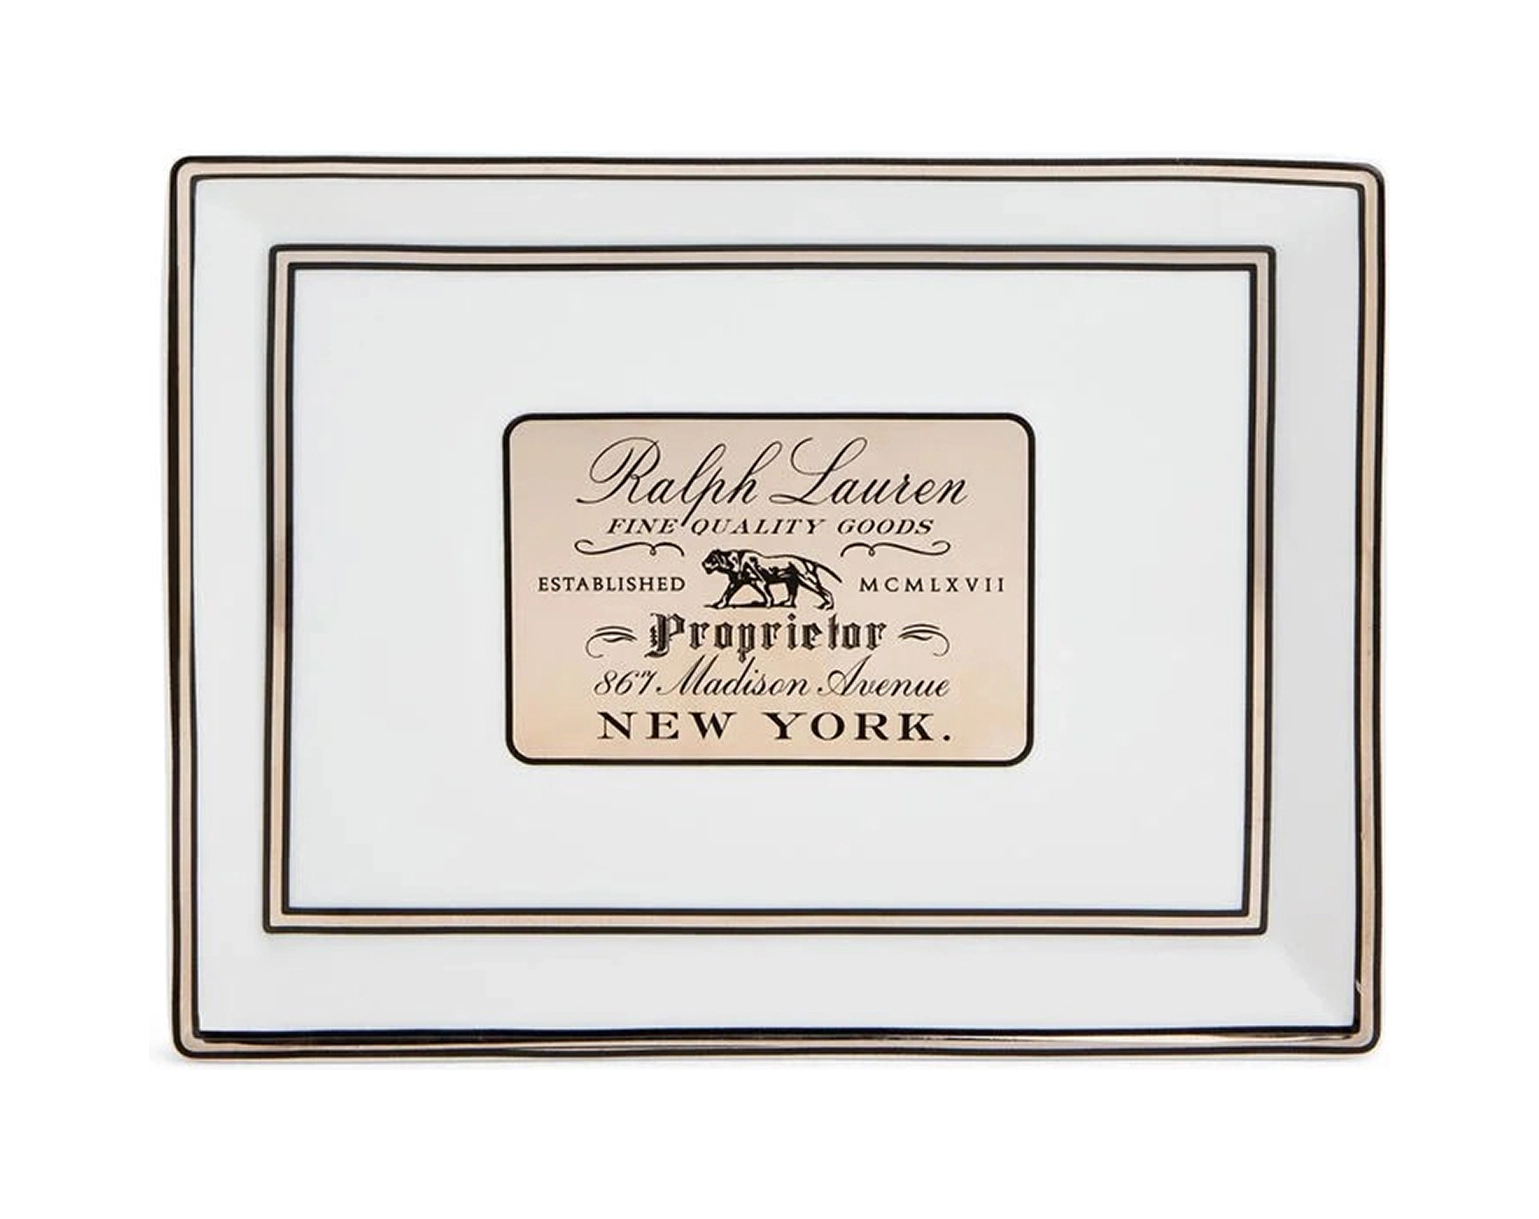 Ralph Lauren
FINE QUALITY GOODS
ESTABLISHED MCMLXVII
Proprietor
867 Madison Avenue
NEW YORK.